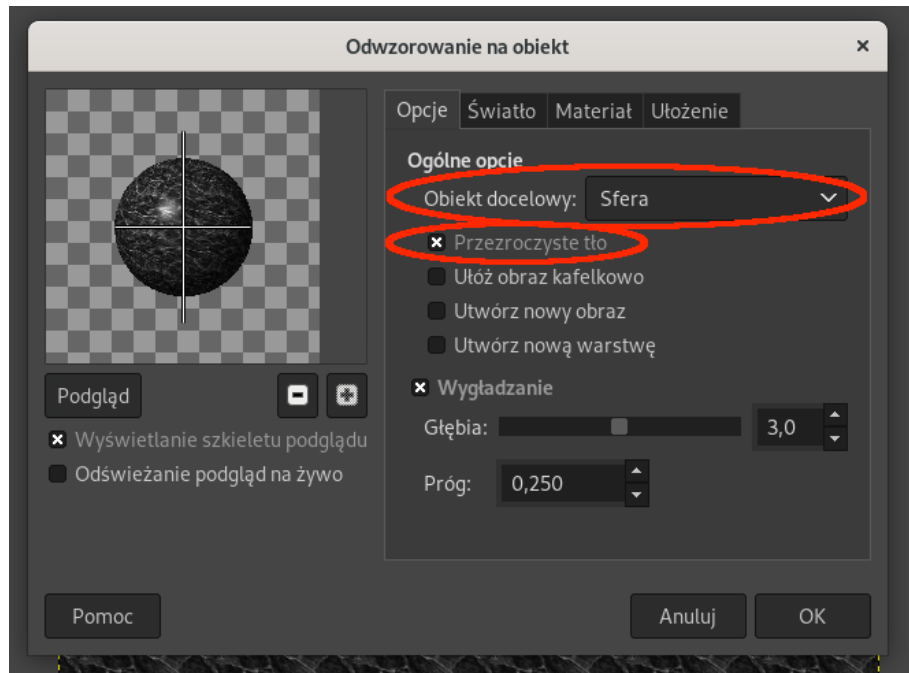 Odwzorowanie na obiekt
Opcje Światło Materiał Ułożenie
Ogólne opcje
Obiekt docelowy: Sfera
Przezroczyste tło
Ułóż obraz kafelkowo
Utwórz nowy obraz
Utwórz nową warstwę
Podgląd
Wygładzanie
Wyświetlanie szkieletu podglądu
Głębia: 3,0
Odświeżanie podgląd na żywo
Próg: 0,250
Pomoc
Anuluj OK